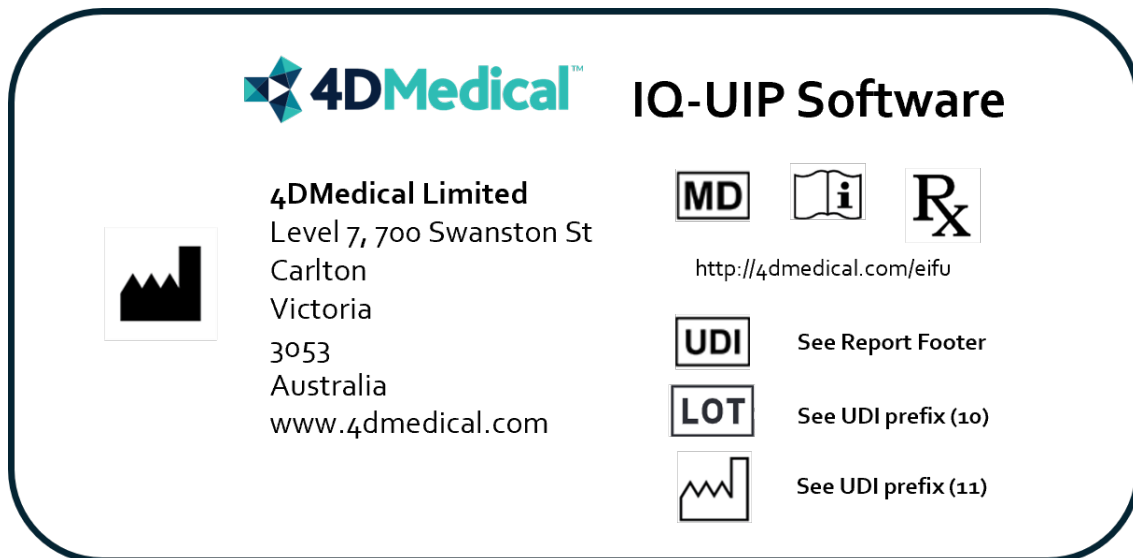 4DMedical™
IQ-UIP Software
4DMedical Limited
Level 7, 700 Swanston St
Carlton
Victoria
3053
Australia
www.4dmedical.com
MD
i
Rx
http://4dmedical.com/eifu
UDI
See Report Footer
LOT
See UDI prefix (10)
See UDI prefix (11)